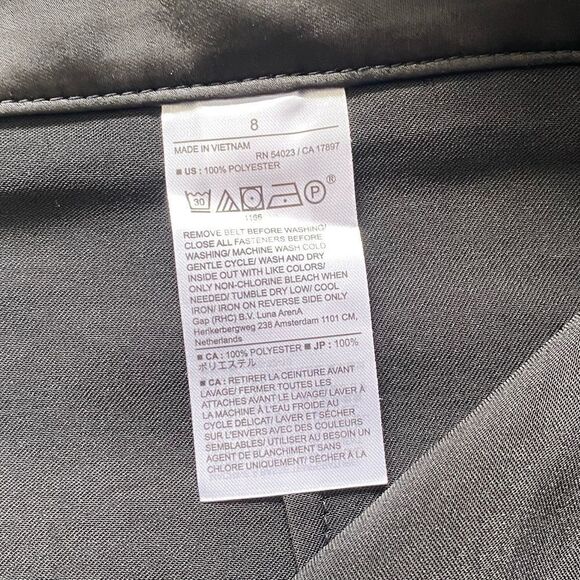 8
MADE IN VIETNAM
RN 54023 / CA 17897
■ US : 100% POLYESTER
30 P ®
1166
REMOVE BELT BEFORE WASHING/
CLOSE ALL FASTENERS BEFORE
WASHING/ MACHINE WASH COLD
GENTLE CYCLE/ WASH AND DRY
INSIDE OUT WITH LIKE COLORS/
ONLY NON-CHLORINE BLEACH WHEN
NEEDED/ TUMBLE DRY LOW/ COOL
IRON/ IRON ON REVERSE SIDE ONLY
Gap (RHC) B.V. Luna ArenA
Herikerbergweg 238 Amsterdam 1101 CM,
Netherlands
■ CA : 100% POLYESTER ■ JP : 100%
ポリエステル
■ CA : RETIRER LA CEINTURE AVANT
LAVAGE/ FERMER TOUTES LES
ATTACHES AVANT LE LAVAGE/ LAVER À
LA MACHINE À L'EAU FROIDE AU
CYCLE DÉLICAT/ LAVER ET SÉCHER
SUR L'ENVERS AVEC DES COULEURS
SEMBLABLES/ UTILISER AU BESOIN UN
AGENT DE BLANCHIMENT SANS
CHLORE UNIQUEMENT/ SÉCHER À LA